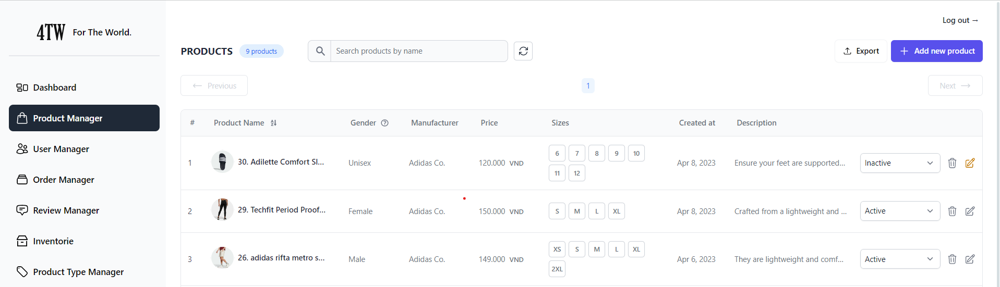 4TW For The World.
Log out →
PRODUCTS 9 products Search products by name Export Add new product
← Previous 1 Next →
Dashboard
Product Manager
User Manager
Order Manager
Review Manager
Inventorie
Product Type Manager
# Product Name Gender Manufacturer Price Sizes Created at Description
1 30. Adilette Comfort Sl... Unisex Adidas Co. 120.000 VND 6 7 8 9 10 Apr 8, 2023 Ensure your feet are supported... Inactive
11 12
2 29. Techfit Period Proof... Female Adidas Co. 150.000 VND S M L XL Apr 8, 2023 Crafted from a lightweight and ... Active
3 26. adidas rifta metro s... Male Adidas Co. 149.000 VND XS S M L XL Apr 6, 2023 They are lightweight and comf... Active
2XL